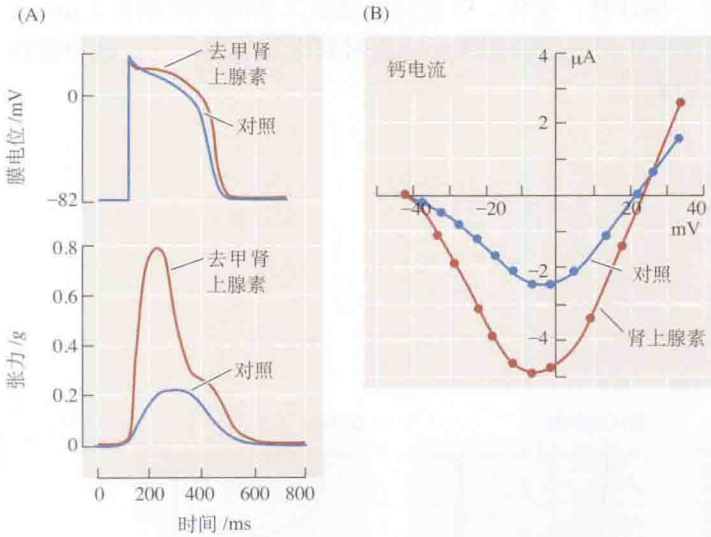 (A)
去甲肾
上腺素
0
对照
膜电位 /mV
−82
0.8
去甲肾
上腺素
0.6
0.4
对照
张力 /g
0.2
0
0
200
400
600
800
时间 /ms
(B)
μA
4
钙电流
2
−40
−20
20
40
mV
−2
对照
−4
肾上腺素